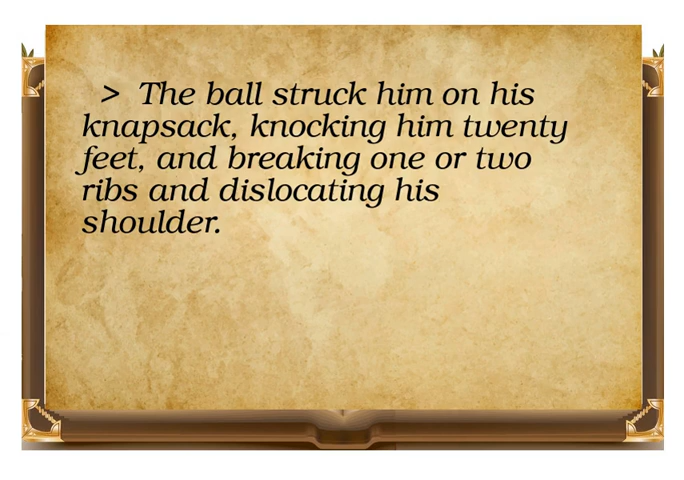 > The ball struck him on his
knapsack, knocking him twenty
feet, and breaking one or two
ribs and dislocating his
shoulder.